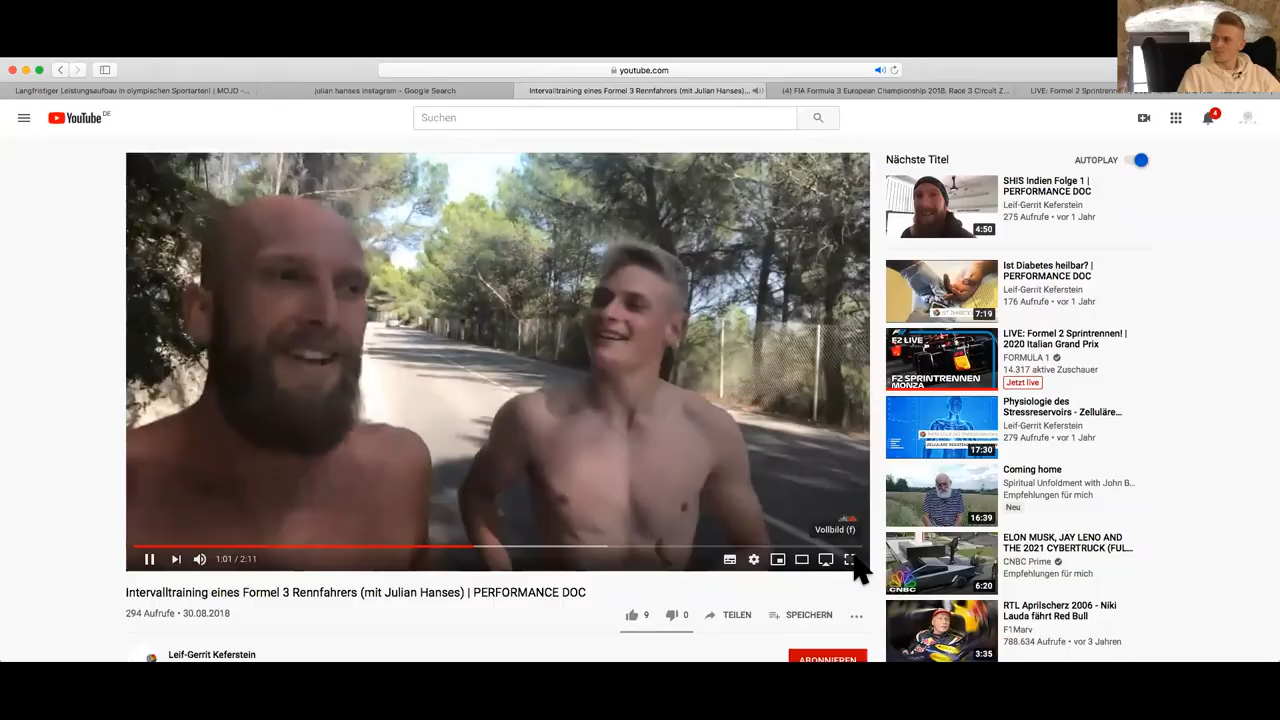 youtube.com
Langfristiger Leistungsaufbau in olympischen Sportarten! | MOJO -...
julian hanses instagram - Google Search
Intervalltraining eines Formel 3 Rennfahrers (mit Julian Hanses)...
(4) FIA Formula 3 European Championship 2018. Race 3 Circuit Z...
LIVE: Formel 2 Sprintrennen!
YouTube DE
Suchen
4
Vollbild (f)
1:01 / 2:11
Intervalltraining eines Formel 3 Rennfahrers (mit Julian Hanses) | PERFORMANCE DOC
294 Aufrufe • 30.08.2018
9
0
TEILEN
SPEICHERN
Leif-Gerrit Keferstein
ABONNIEREN
Nächste Titel
AUTOPLAY
4:50
SHIS Indien Folge 1 |
PERFORMANCE DOC
Leif-Gerrit Keferstein
275 Aufrufe • vor 1 Jahr
IST DIABETES
7:19
Ist Diabetes heilbar? |
PERFORMANCE DOC
Leif-Gerrit Keferstein
176 Aufrufe • vor 1 Jahr
F2 LIVE
F2 SPRINTRENNEN
MONZA
LIVE: Formel 2 Sprintrennen! |
2020 Italian Grand Prix
FORMULA 1
14.317 aktive Zuschauer
Jetzt live
17:30
Physiologie des
Stressreservoirs - Zelluläre...
Leif-Gerrit Keferstein
279 Aufrufe • vor 1 Jahr
16:39
Coming home
Spiritual Unfoldment with John B...
Empfehlungen für mich
Neu
CNBC
6:20
ELON MUSK, JAY LENO AND
THE 2021 CYBERTRUCK (FUL...
CNBC Prime
Empfehlungen für mich
3:35
RTL Aprilscherz 2006 - Niki
Lauda fährt Red Bull
F1Marv
788.634 Aufrufe • vor 3 Jahren